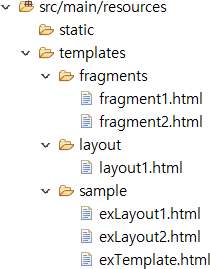 src/main/resources
static
templates
fragments
fragment1.html
fragment2.html
layout
layout1.html
sample
exLayout1.html
exLayout2.html
exTemplate.html